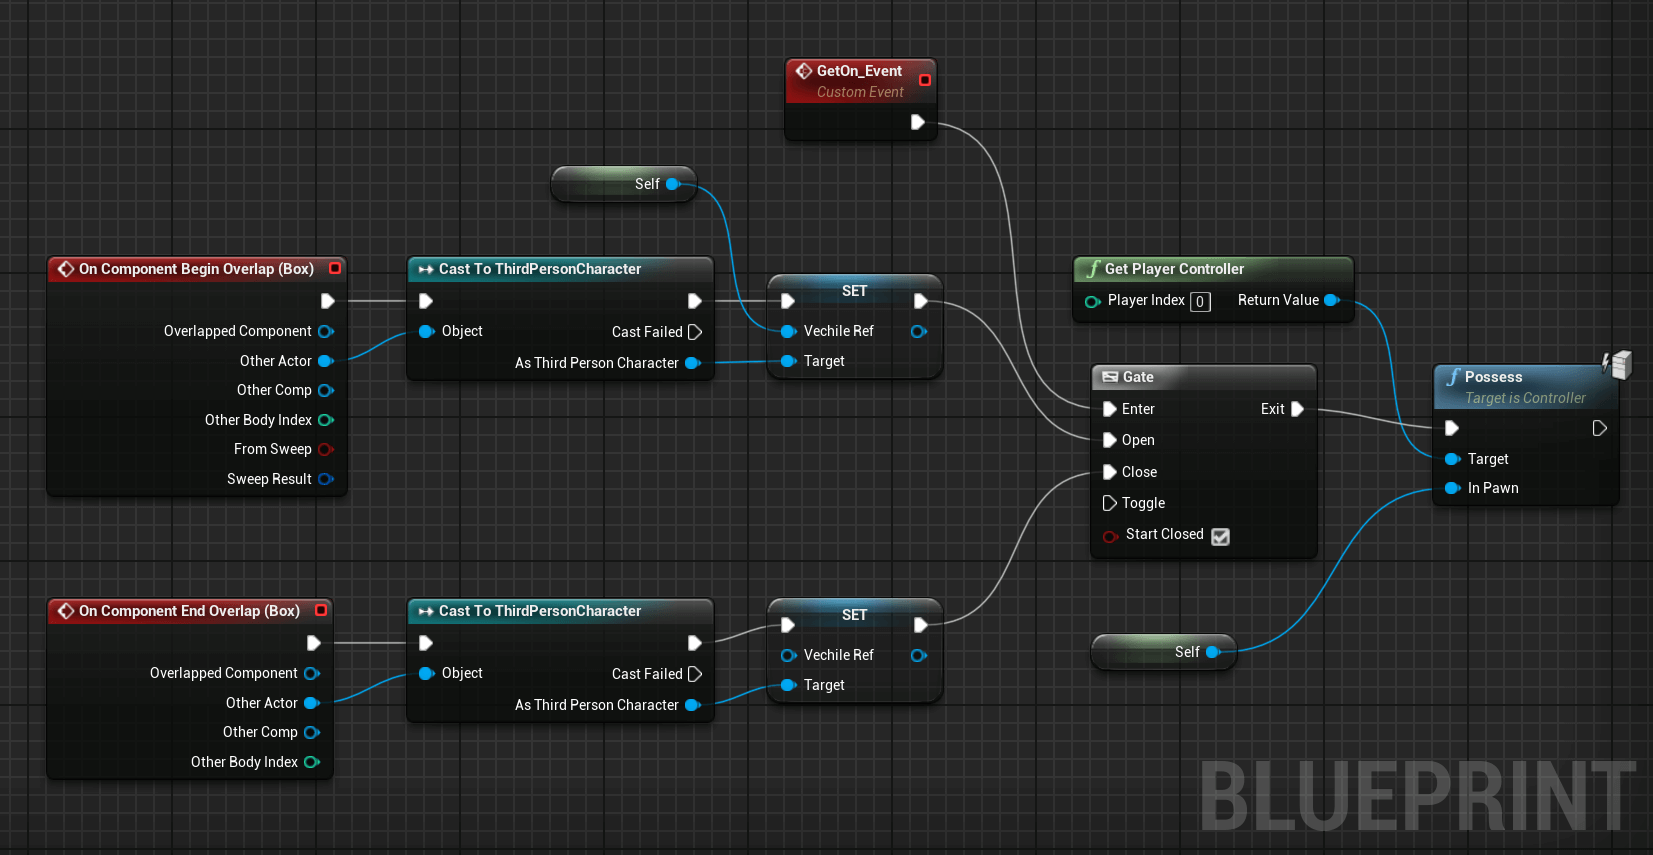 GetOn_Event
Custom Event
Self
On Component Begin Overlap (Box)
Overlapped Component
Other Actor
Other Comp
Other Body Index
From Sweep
Sweep Result
Cast To ThirdPersonCharacter
Object
Cast Failed
As Third Person Character
SET
Vechile Ref
Target
Get Player Controller
Player Index 0 Return Value
Gate
Enter Exit
Open
Close
Toggle
Start Closed
Possess
Target is Controller
Target
In Pawn
On Component End Overlap (Box)
Overlapped Component
Other Actor
Other Comp
Other Body Index
Cast To ThirdPersonCharacter
Object
Cast Failed
As Third Person Character
SET
Vechile Ref
Target
Self
BLUEPRINT